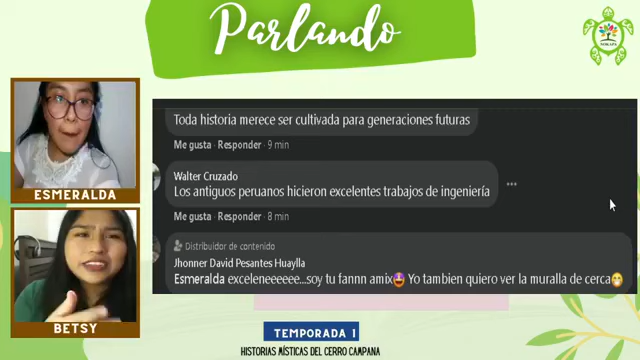 Parlando
YOKAZA
Toda historia merece ser cultivada para generaciones futuras
Me gusta · Responder · 9 min
Walter Cruzado
Los antiguos peruanos hicieron excelentes trabajos de ingeniería
Me gusta · Responder · 8 min
Distribuidor de contenido
Jhonner David Pesantes Huaylla
Esmeralda exceleneeeeee...soy tu fannn amix🤩 Yo tambien quiero ver la muralla de cerca😁
ESMERALDA
BETSY
TEMPORADA 1
HISTORIAS MÍSTICAS DEL CERRO CAMPANA